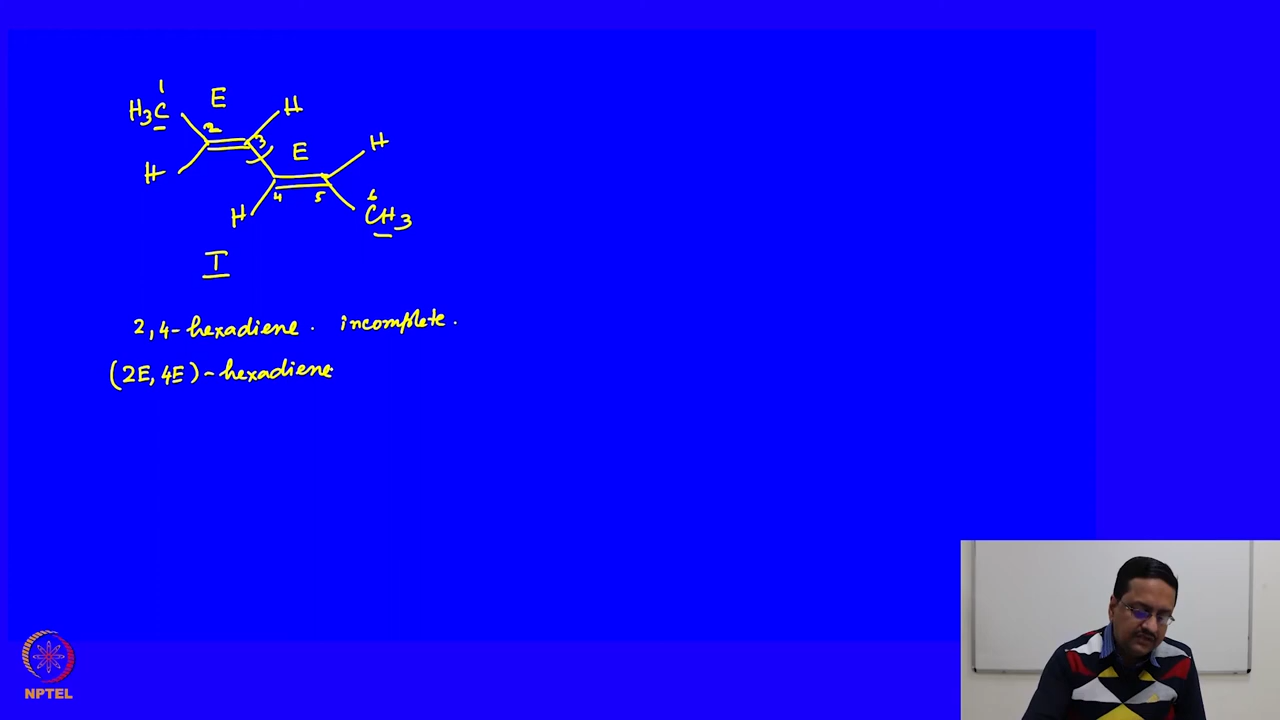 1
H3C E H
2 3
H E H
4 5 6
H CH3
I
2,4-hexadiene. incomplete.
(2E, 4E)-hexadiene
NPTEL